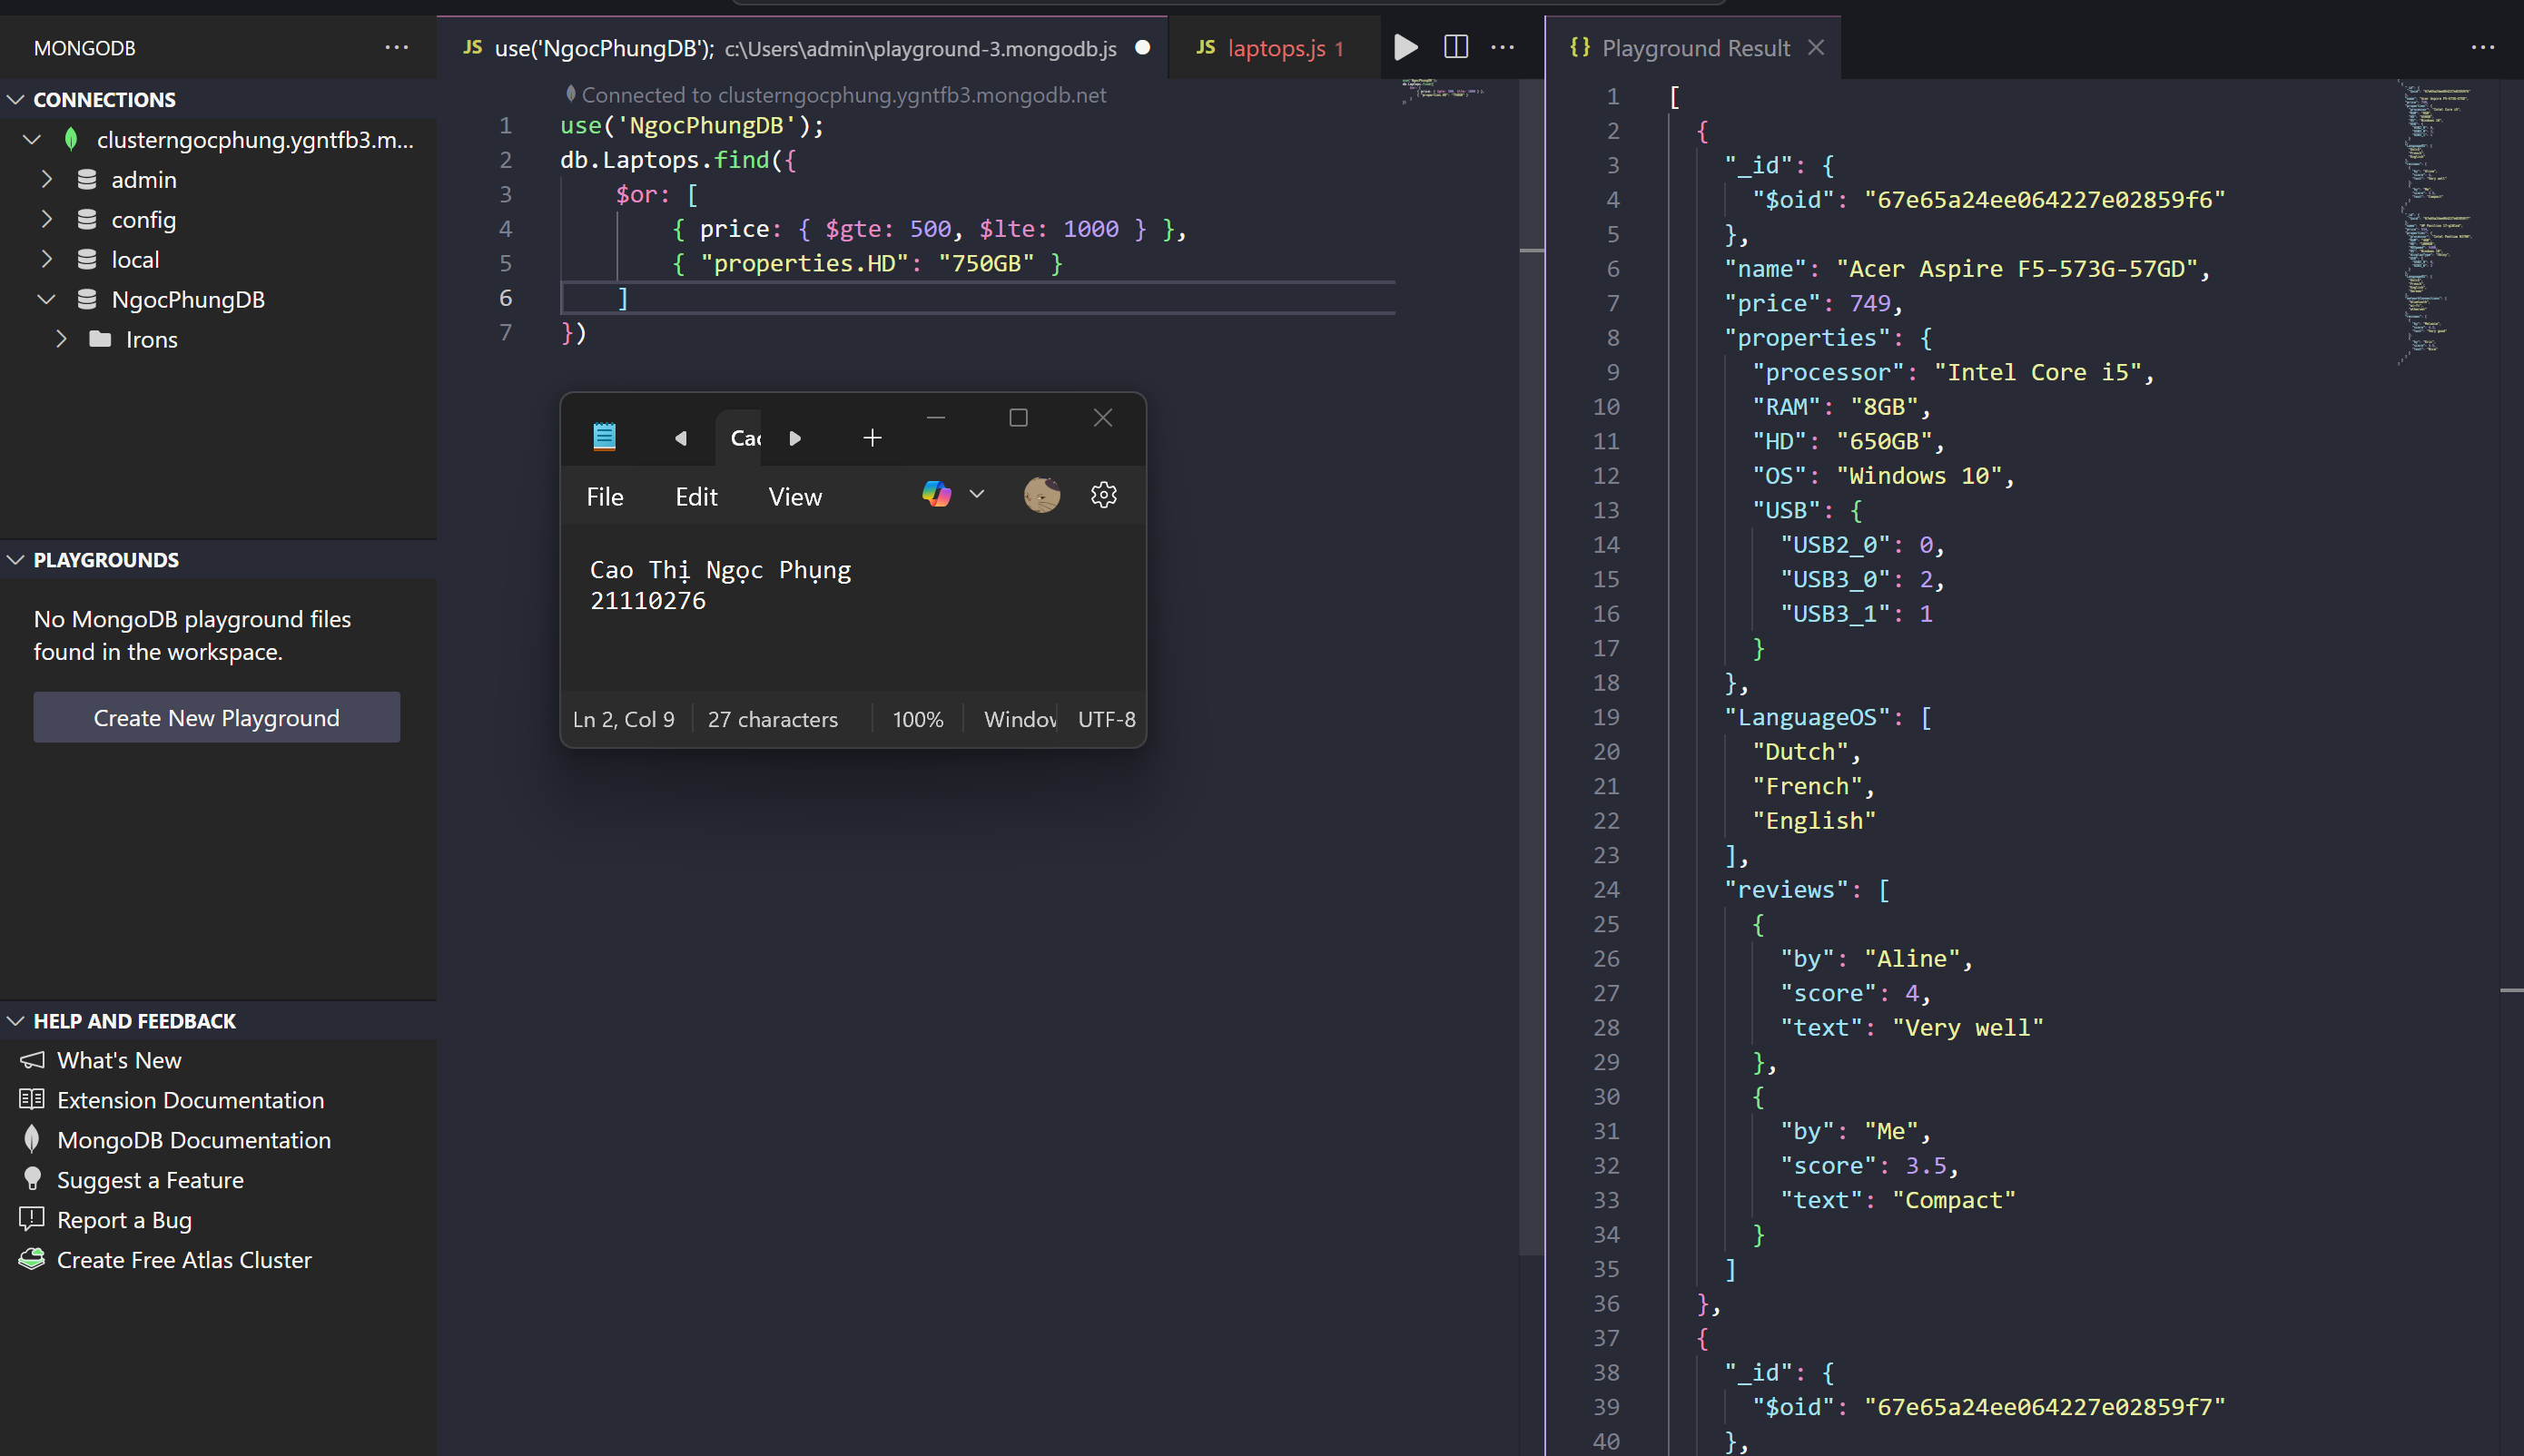 MONGODB
CONNECTIONS
clusterngocphung.ygntfb3.m...
admin
config
local
NgocPhungDB
Irons
PLAYGROUNDS
No MongoDB playground files
found in the workspace.
Create New Playground
HELP AND FEEDBACK
What's New
Extension Documentation
MongoDB Documentation
Suggest a Feature
Report a Bug
Create Free Atlas Cluster
JS use('NgocPhungDB'); c:\Users\admin\playground-3.mongodb.js
JS laptops.js 1
Connected to clusterngocphung.ygntfb3.mongodb.net
1 use('NgocPhungDB');
2 db.Laptops.find({
3 $or: [
4 { price: { $gte: 500, $lte: 1000 } },
5 { "properties.HD": "750GB" }
6 ]
7 })
Cao
File Edit View
Cao Thị Ngọc Phụng
21110276
Ln 2, Col 9 27 characters 100% Window UTF-8
{} Playground Result
1 [
2 {
3 "_id": {
4 "$oid": "67e65a24ee064227e02859f6"
5 },
6 "name": "Acer Aspire F5-573G-57GD",
7 "price": 749,
8 "properties": {
9 "processor": "Intel Core i5",
10 "RAM": "8GB",
11 "HD": "650GB",
12 "OS": "Windows 10",
13 "USB": {
14 "USB2_0": 0,
15 "USB3_0": 2,
16 "USB3_1": 1
17 }
18 },
19 "LanguageOS": [
20 "Dutch",
21 "French",
22 "English"
23 ],
24 "reviews": [
25 {
26 "by": "Aline",
27 "score": 4,
28 "text": "Very well"
29 },
30 {
31 "by": "Me",
32 "score": 3.5,
33 "text": "Compact"
34 }
35 ]
36 },
37 {
38 "_id": {
39 "$oid": "67e65a24ee064227e02859f7"
40 },